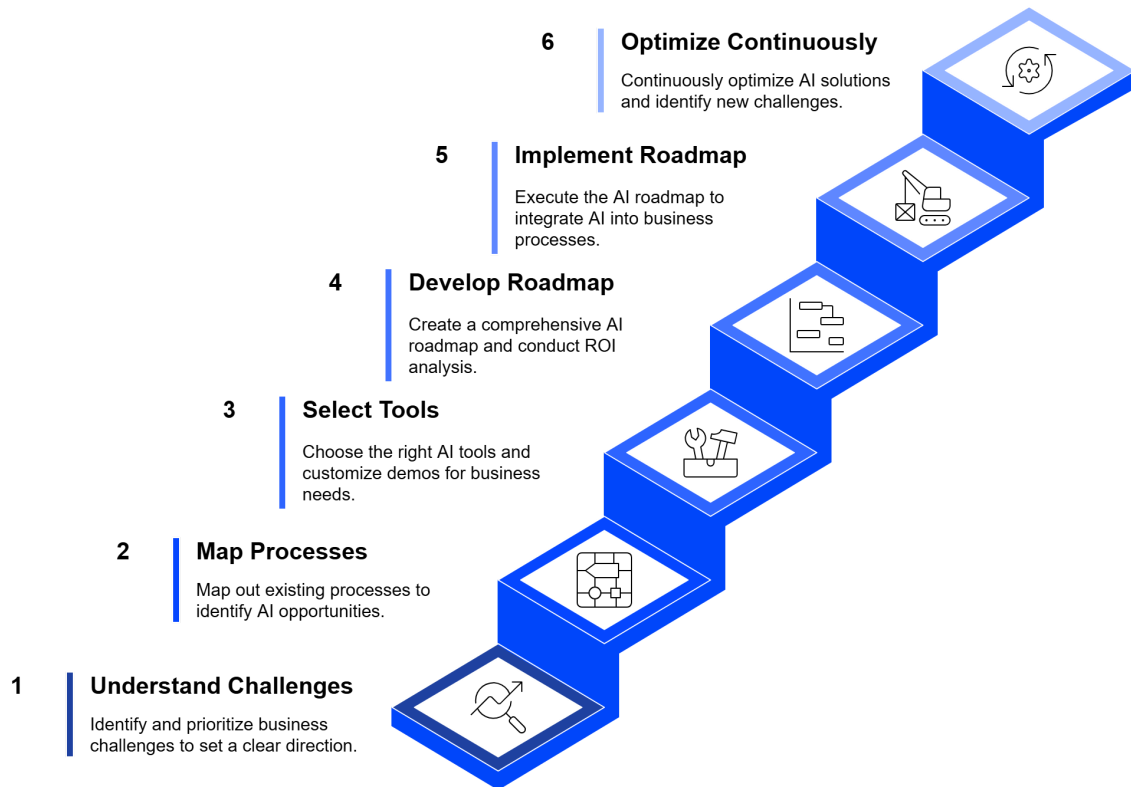 6
Optimize Continuously
Continuously optimize AI solutions
and identify new challenges.
5
Implement Roadmap
Execute the AI roadmap to
integrate AI into business
processes.
4
Develop Roadmap
Create a comprehensive AI
roadmap and conduct ROI
analysis.
3
Select Tools
Choose the right AI tools and
customize demos for business
needs.
2
Map Processes
Map out existing processes to
identify AI opportunities.
1
Understand Challenges
Identify and prioritize business
challenges to set a clear direction.